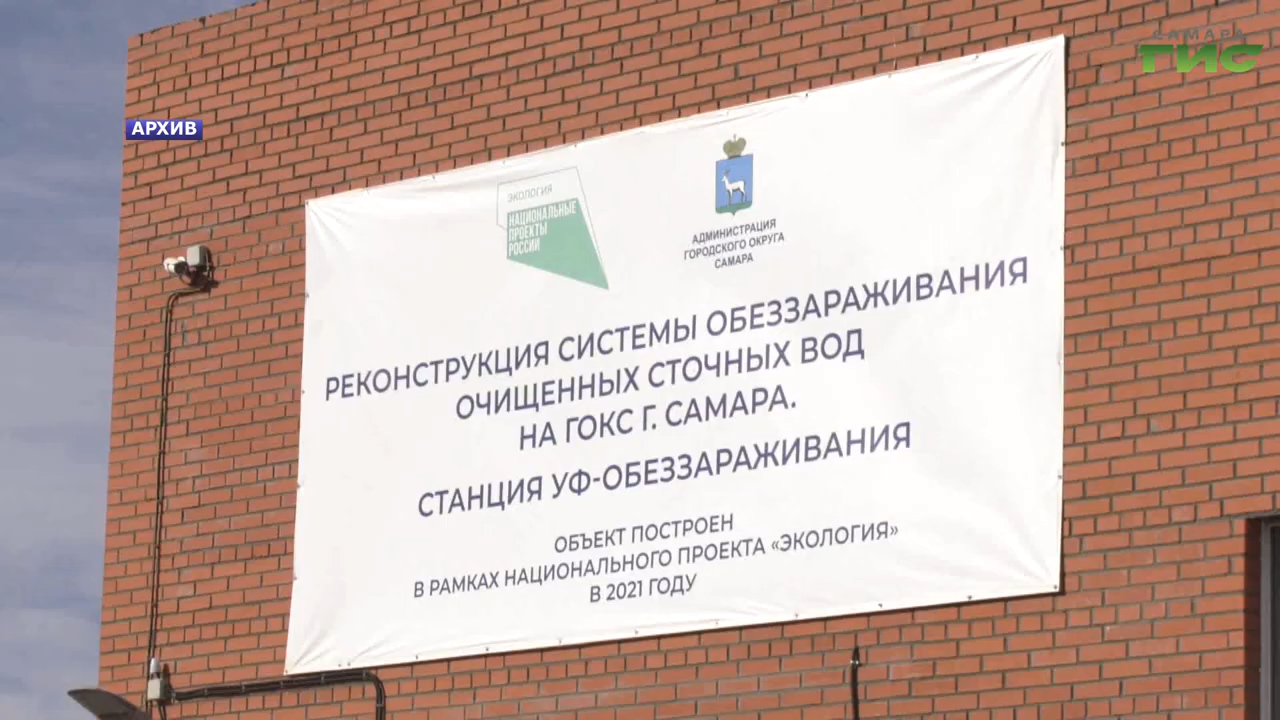 САМАРА
ГИС
АРХИВ
ЭКОЛОГИЯ
НАЦИОНАЛЬНЫЕ
ПРОЕКТЫ
РОССИИ
АДМИНИСТРАЦИЯ
ГОРОДСКОГО ОКРУГА
САМАРА
РЕКОНСТРУКЦИЯ СИСТЕМЫ ОБЕЗЗАРАЖИВАНИЯ
ОЧИЩЕННЫХ СТОЧНЫХ ВОД
НА ГОКС Г. САМАРА.
СТАНЦИЯ УФ-ОБЕЗЗАРАЖИВАНИЯ
ОБЪЕКТ ПОСТРОЕН
В РАМКАХ НАЦИОНАЛЬНОГО ПРОЕКТА «ЭКОЛОГИЯ»
В 2021 ГОДУ